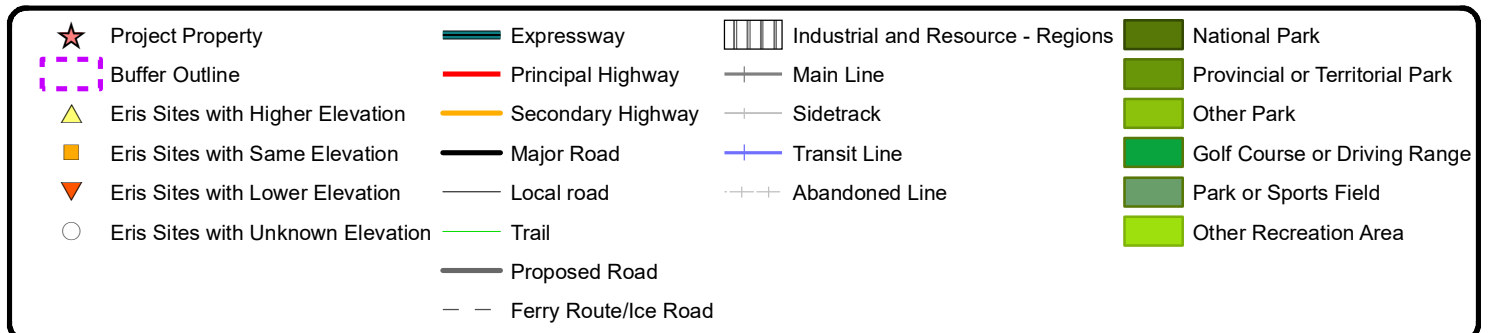 Project Property
Buffer Outline
Eris Sites with Higher Elevation
Eris Sites with Same Elevation
Eris Sites with Lower Elevation
Eris Sites with Unknown Elevation
Expressway
Principal Highway
Secondary Highway
Major Road
Local road
Trail
Proposed Road
Ferry Route/Ice Road
Industrial and Resource - Regions
Main Line
Sidetrack
Transit Line
Abandoned Line
National Park
Provincial or Territorial Park
Other Park
Golf Course or Driving Range
Park or Sports Field
Other Recreation Area